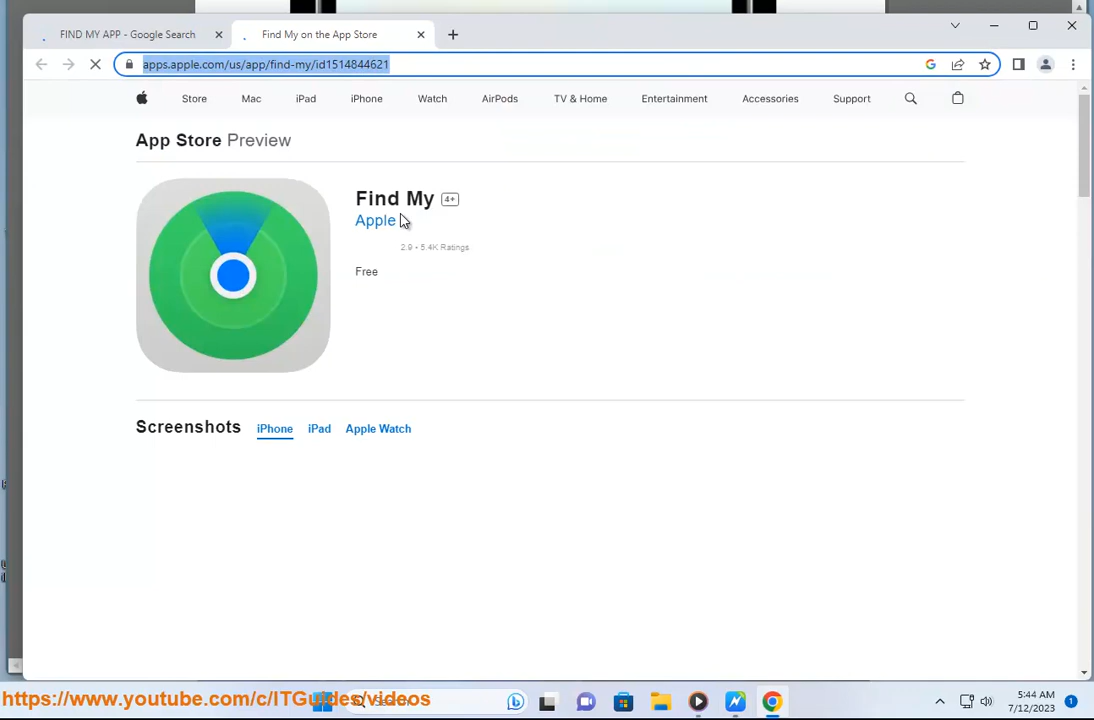 FIND MY APP - Google Search
Find My on the App Store
apps.apple.com/us/app/find-my/id1514844621
Store Mac iPad iPhone Watch AirPods TV & Home Entertainment Accessories Support
App Store Preview
Find My 4+
Apple
2.9 • 5.4K Ratings
Free
Screenshots iPhone iPad Apple Watch
https://www.youtube.com/c/ITGuides/videos
5:44 AM
7/12/2023
1